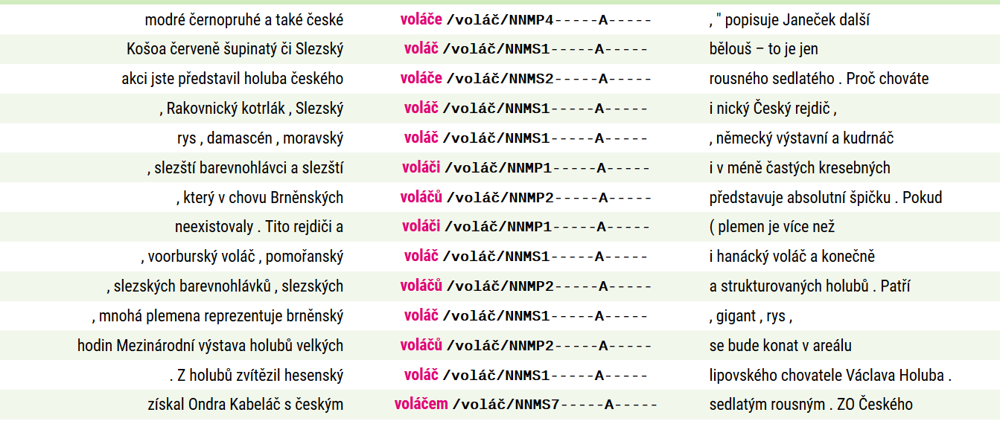 modré černopruhé a také české voláče /voláč/NNMP4-----A----- , " popisuje Janeček další
Košoa červeně šupinatý či Slezský voláč /voláč/NNMS1-----A----- bělouš – to je jen
akci jste představil holuba českého voláče /voláč/NNMS2-----A----- rousného sedlatého . Proč chováte
, Rakovnický kotrlák , Slezský voláč /voláč/NNMS1-----A----- i nický Český rejdič ,
rys , damascén , moravský voláč /voláč/NNMS1-----A----- , německý výstavní a kudrnáč
, slezští barevnohlávci a slezští voláči /voláč/NNMP1-----A----- i v méně častých kresebných
, který v chovu Brněnských voláčů /voláč/NNMP2-----A----- představuje absolutní špičku . Pokud
neexistovaly . Tito rejdiči a voláči /voláč/NNMP1-----A----- ( plemen je více než
, voorburský voláč , pomořanský voláč /voláč/NNMS1-----A----- i hanácký voláč a konečně
, slezských barevnohlávků , slezských voláčů /voláč/NNMP2-----A----- a strukturovaných holubů . Patří
, mnohá plemena reprezentuje brněnský voláč /voláč/NNMS1-----A----- , gigant , rys ,
hodin Mezinárodní výstava holubů velkých voláčů /voláč/NNMP2-----A----- se bude konat v areálu
. Z holubů zvítězil hesenský voláč /voláč/NNMS1-----A----- lipovského chovatele Václava Holuba .
získal Ondra Kabeláč s českým voláčem /voláč/NNMS7-----A----- sedlatým rousným . ZO Českého